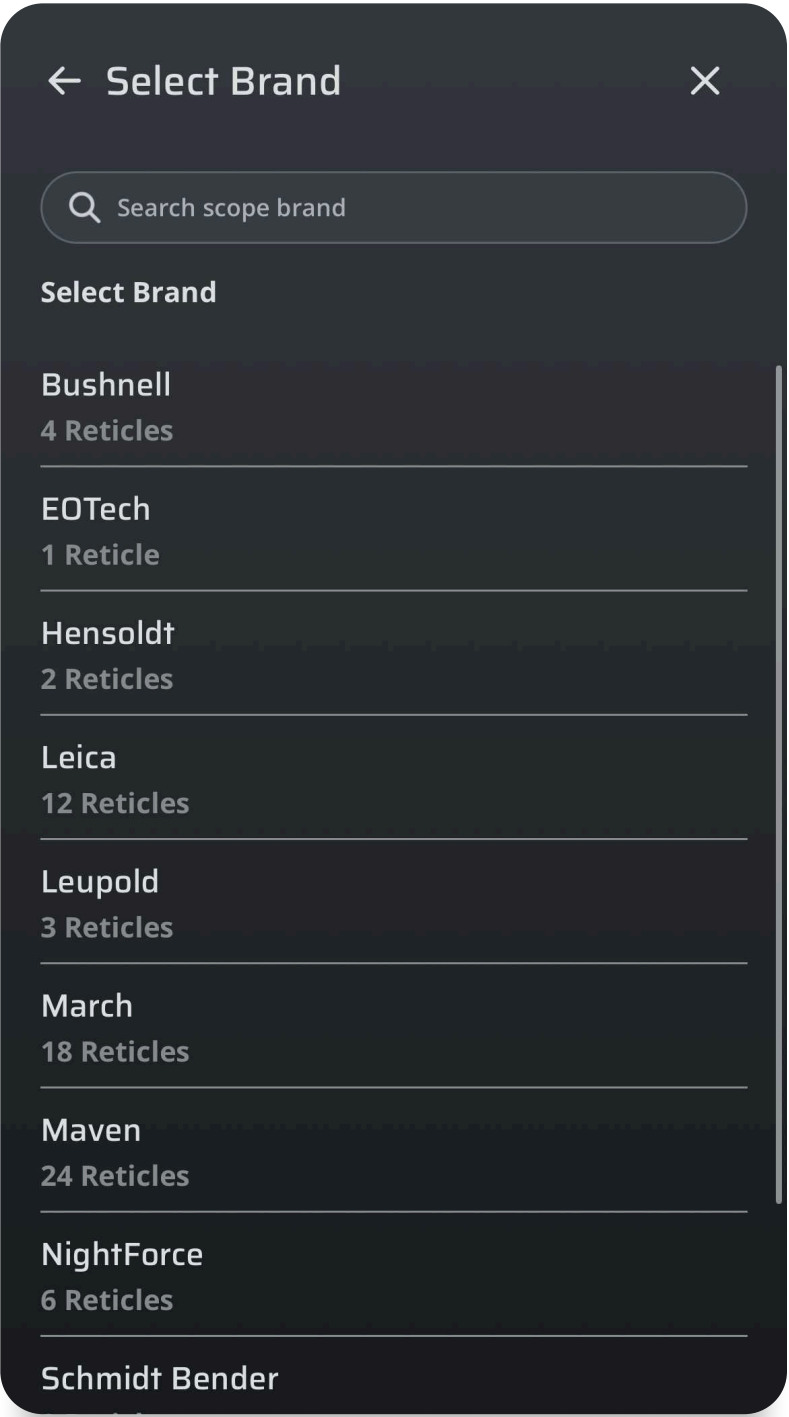 Select Brand
Search scope brand
Select Brand
Bushnell
4 Reticles
EOTech
1 Reticle
Hensoldt
2 Reticles
Leica
12 Reticles
Leupold
3 Reticles
March
18 Reticles
Maven
24 Reticles
NightForce
6 Reticles
Schmidt Bender